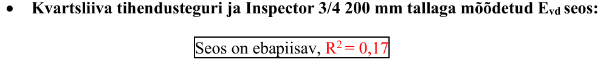 • Kvartsliiva tihendusteguri ja Inspector 3/4 200 mm tallaga mõõdetud Evd seos:
Seos on ebapiisav, R² = 0,17